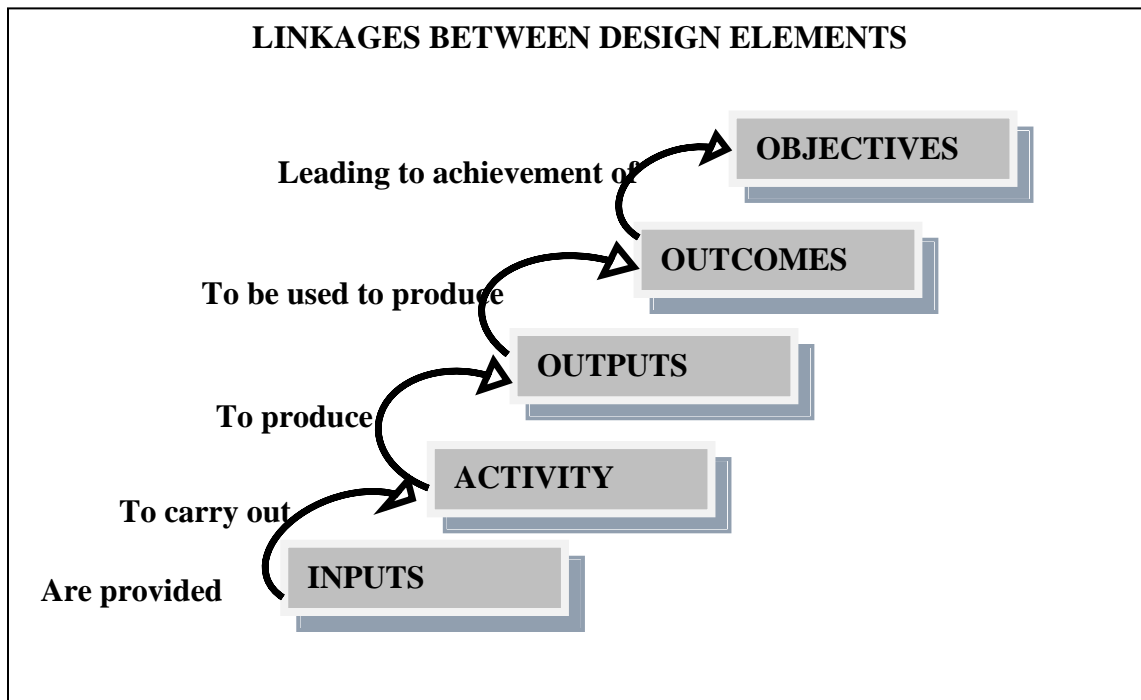 LINKAGES BETWEEN DESIGN ELEMENTS
OBJECTIVES
Leading to achievement of
OUTCOMES
To be used to produce
OUTPUTS
To produce
ACTIVITY
To carry out
INPUTS
Are provided